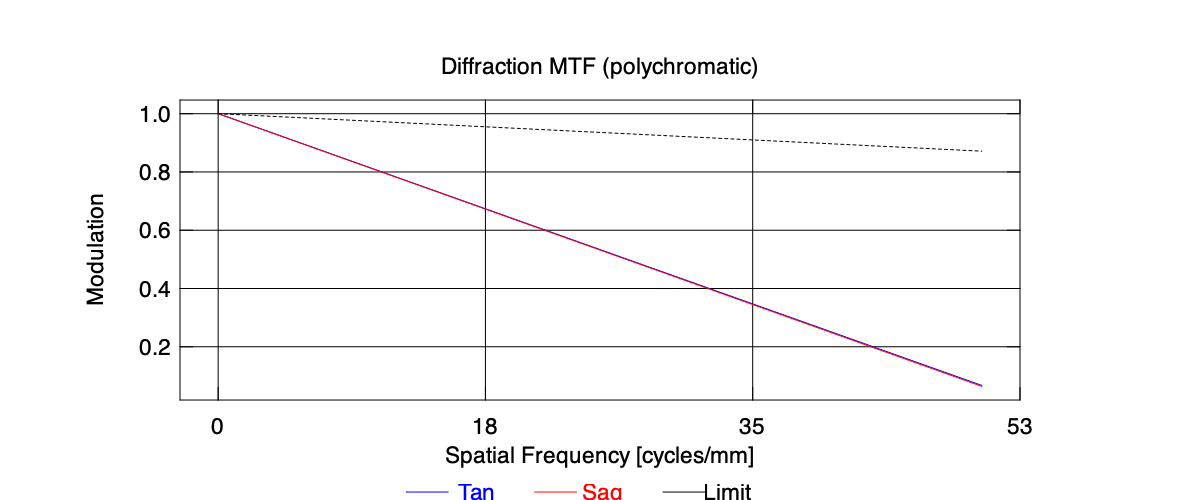 Diffraction MTF (polychromatic)
1.0
0.8
0.6
0.4
0.2
Modulation
0 18 35 53
Spatial Frequency [cycles/mm]
Tan Sag Limit